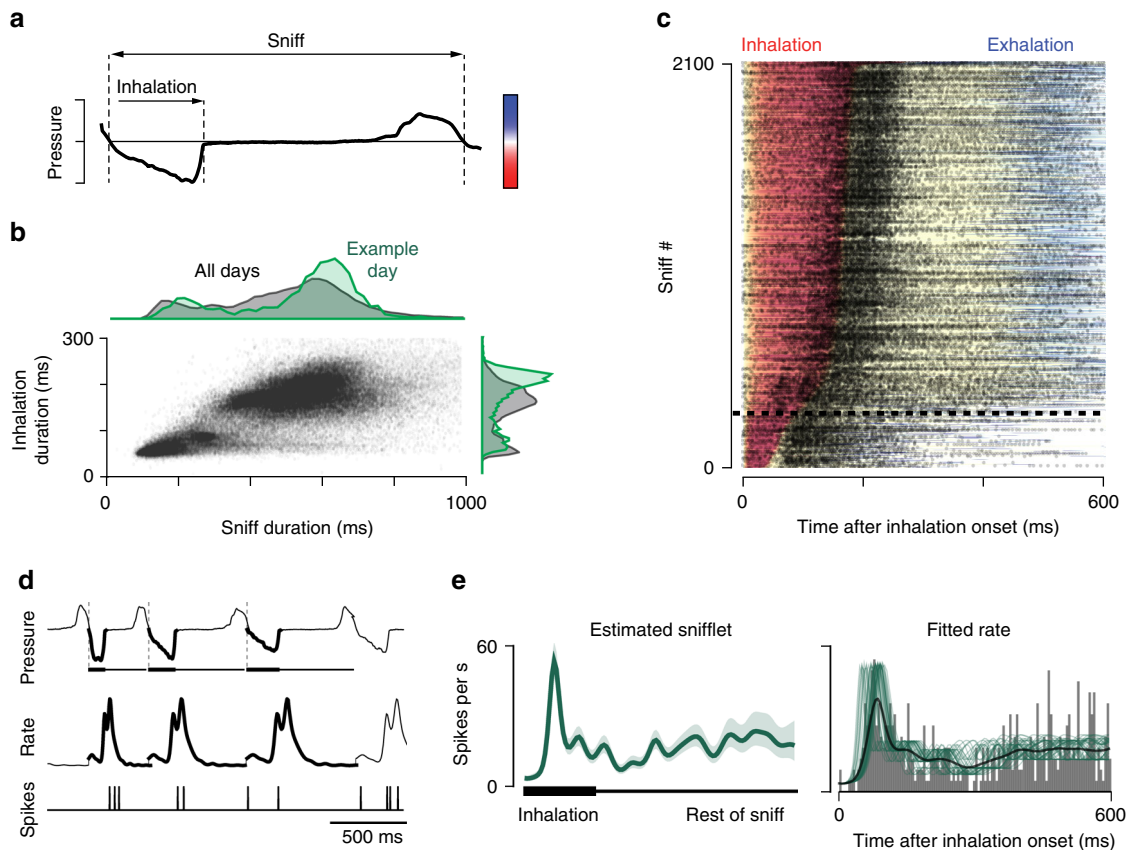 a
Sniff
Inhalation
Pressure
b
All days
Example
day
300
Inhalation
duration (ms)
0
0
1000
Sniff duration (ms)
c
Inhalation
Exhalation
2100
Sniff #
0
0
600
Time after inhalation onset (ms)
d
Pressure
Rate
Spikes
500 ms
e
Estimated snifflet
60
Spikes per s
0
Inhalation
Rest of sniff
Fitted rate
0
600
Time after inhalation onset (ms)